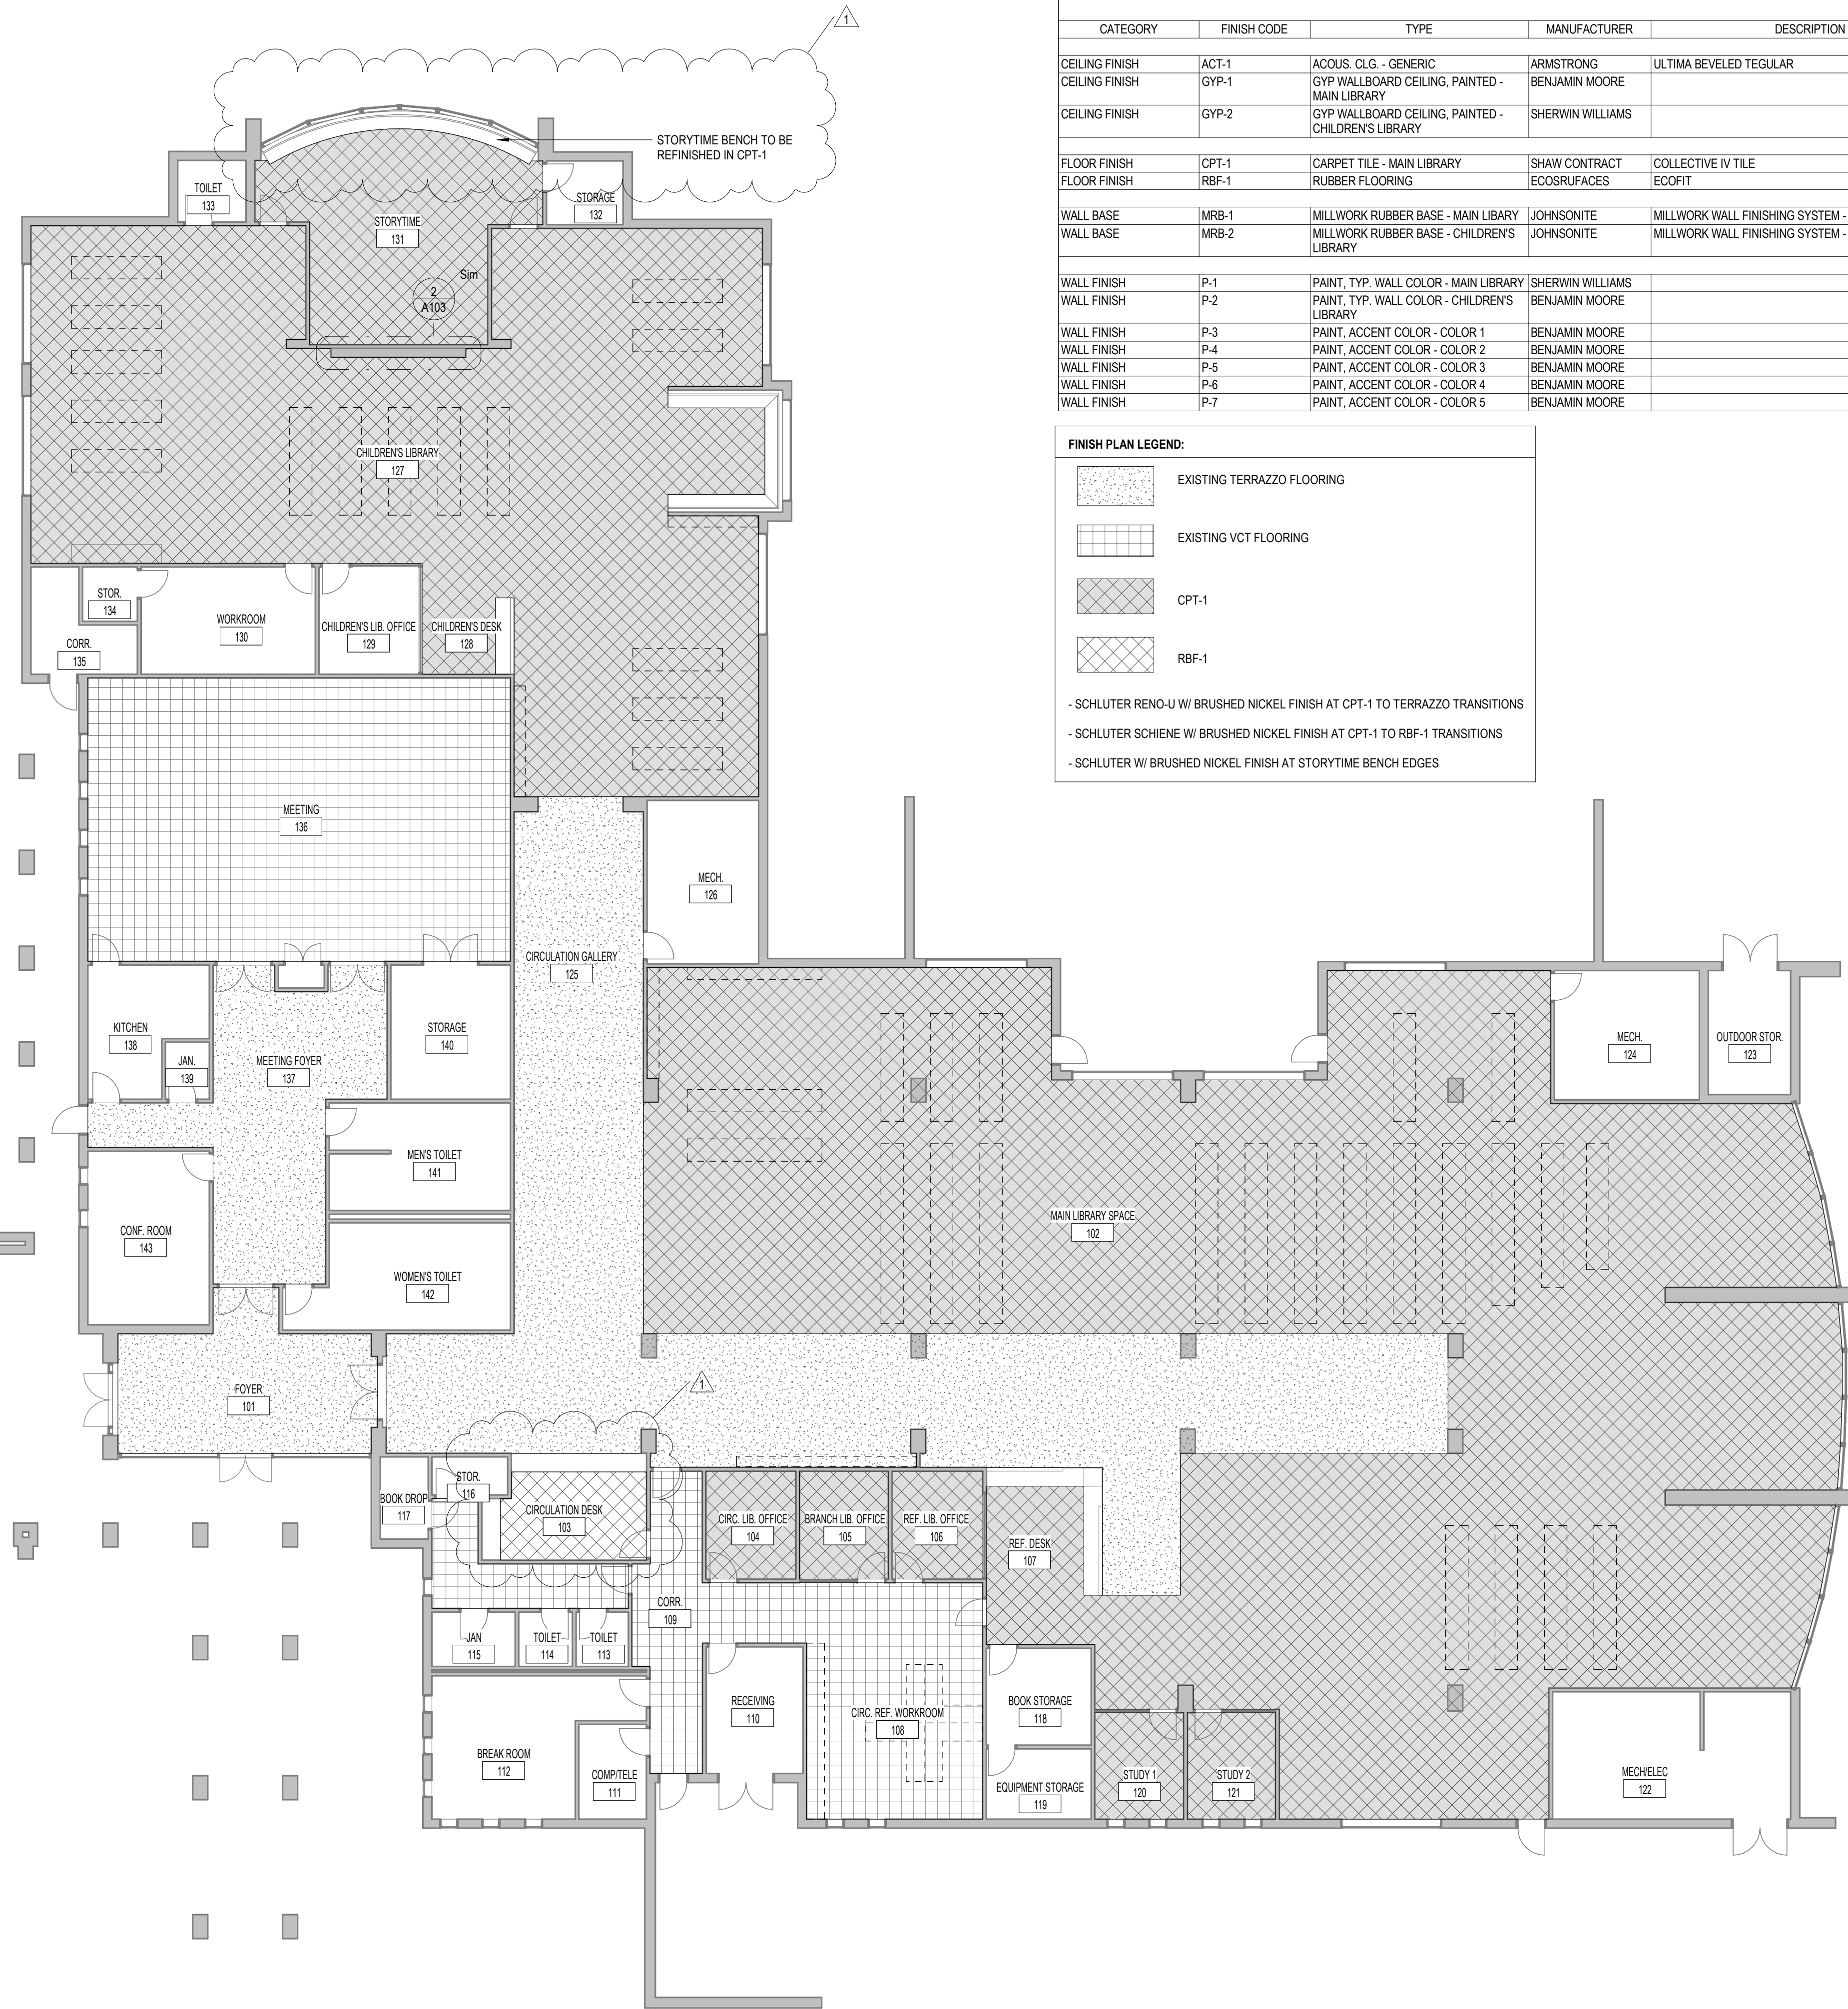 1
CATEGORY FINISH CODE TYPE MANUFACTURER DESCRIPTION
CEILING FINISH ACT-1 ACOUS. CLG. - GENERIC ARMSTRONG ULTIMA BEVELED TEGULAR
CEILING FINISH GYP-1 GYP WALLBOARD CEILING, PAINTED - BENJAMIN MOORE
MAIN LIBRARY
CEILING FINISH GYP-2 GYP WALLBOARD CEILING, PAINTED - SHERWIN WILLIAMS
CHILDREN'S LIBRARY
FLOOR FINISH CPT-1 CARPET TILE - MAIN LIBRARY SHAW CONTRACT COLLECTIVE IV TILE
FLOOR FINISH RBF-1 RUBBER FLOORING ECOSRUFACES ECOFIT
WALL BASE MRB-1 MILLWORK RUBBER BASE - MAIN LIBARY JOHNSONITE MILLWORK WALL FINISHING SYSTEM -
WALL BASE MRB-2 MILLWORK RUBBER BASE - CHILDREN'S JOHNSONITE MILLWORK WALL FINISHING SYSTEM -
LIBRARY
WALL FINISH P-1 PAINT, TYP. WALL COLOR - MAIN LIBRARY SHERWIN WILLIAMS
WALL FINISH P-2 PAINT, TYP. WALL COLOR - CHILDREN'S BENJAMIN MOORE
LIBRARY
WALL FINISH P-3 PAINT, ACCENT COLOR - COLOR 1 BENJAMIN MOORE
WALL FINISH P-4 PAINT, ACCENT COLOR - COLOR 2 BENJAMIN MOORE
WALL FINISH P-5 PAINT, ACCENT COLOR - COLOR 3 BENJAMIN MOORE
WALL FINISH P-6 PAINT, ACCENT COLOR - COLOR 4 BENJAMIN MOORE
WALL FINISH P-7 PAINT, ACCENT COLOR - COLOR 5 BENJAMIN MOORE
FINISH PLAN LEGEND:
EXISTING TERRAZZO FLOORING
EXISTING VCT FLOORING
CPT-1
RBF-1
- SCHLUTER RENO-U W/ BRUSHED NICKEL FINISH AT CPT-1 TO TERRAZZO TRANSITIONS
- SCHLUTER SCHIENE W/ BRUSHED NICKEL FINISH AT CPT-1 TO RBF-1 TRANSITIONS
- SCHLUTER W/ BRUSHED NICKEL FINISH AT STORYTIME BENCH EDGES
STORYTIME BENCH TO BE
REFINISHED IN CPT-1
TOILET
133
STORAGE
132
STORYTIME
131
Sim
2
A103
CHILDREN'S LIBRARY
127
STOR.
134
WORKROOM
130
CHILDREN'S LIB. OFFICE
129
CHILDREN'S DESK
128
CORR.
135
MEETING
136
MECH.
126
CIRCULATION GALLERY
125
KITCHEN
138
JAN.
139
MEETING FOYER
137
STORAGE
140
MECH.
124
OUTDOOR STOR.
123
MEN'S TOILET
141
CONF. ROOM
143
WOMEN'S TOILET
142
MAIN LIBRARY SPACE
102
FOYER
101
1
STOR.
116
BOOK DROP
117
CIRCULATION DESK
103
CIRC. LIB. OFFICE
104
BRANCH LIB. OFFICE
105
REF. LIB. OFFICE
106
REF. DESK
107
CORR.
109
JAN
115
TOILET
114
TOILET
113
RECEIVING
110
CIRC. REF. WORKROOM
108
BOOK STORAGE
118
BREAK ROOM
112
COMP/TELE
111
EQUIPMENT STORAGE
119
STUDY 1
120
STUDY 2
121
MECH/ELEC
122